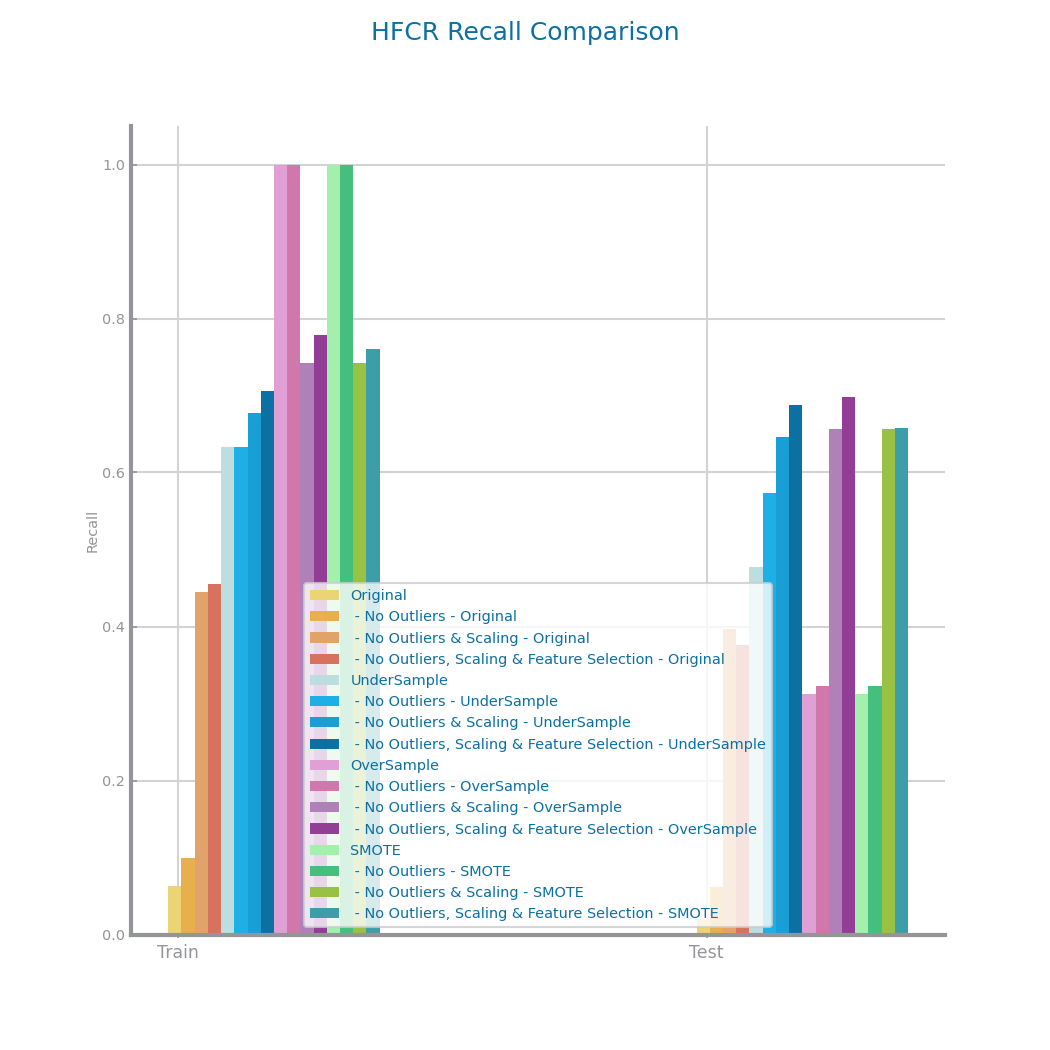 HFCR Recall Comparison
1.0
0.8
0.6
0.4
0.2
0.0
Recall
Original
- No Outliers - Original
- No Outliers & Scaling - Original
- No Outliers, Scaling & Feature Selection - Original
UnderSample
- No Outliers - UnderSample
- No Outliers & Scaling - UnderSample
- No Outliers, Scaling & Feature Selection - UnderSample
OverSample
- No Outliers - OverSample
- No Outliers & Scaling - OverSample
- No Outliers, Scaling & Feature Selection - OverSample
SMOTE
- No Outliers - SMOTE
- No Outliers & Scaling - SMOTE
- No Outliers, Scaling & Feature Selection - SMOTE
Train
Test